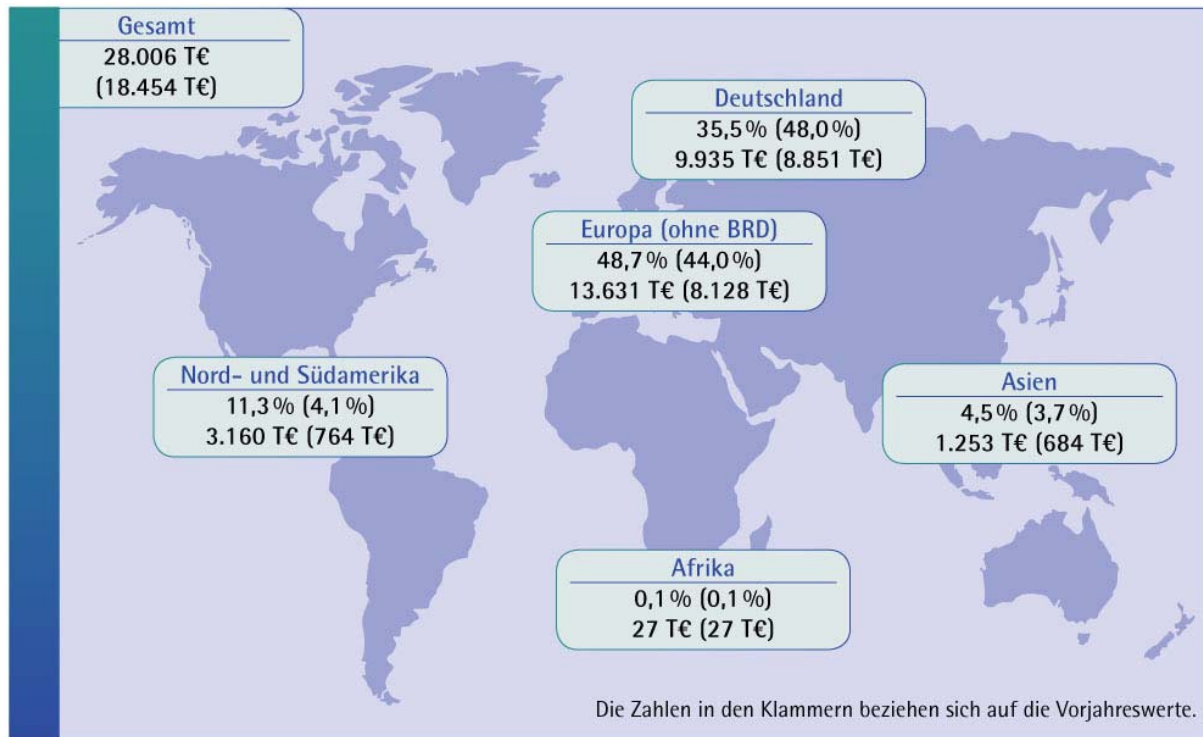 Gesamt
28.006 T€
(18.454 T€)
Deutschland
35,5% (48,0%)
9.935 T€ (8.851 T€)
Europa (ohne BRD)
48,7% (44,0%)
13.631 T€ (8.128 T€)
Nord- und Südamerika
11,3% (4,1%)
3.160 T€ (764 T€)
Asien
4,5% (3,7%)
1.253 T€ (684 T€)
Afrika
0,1% (0,1%)
27 T€ (27 T€)
Die Zahlen in den Klammern beziehen sich auf die Vorjahreswerte.